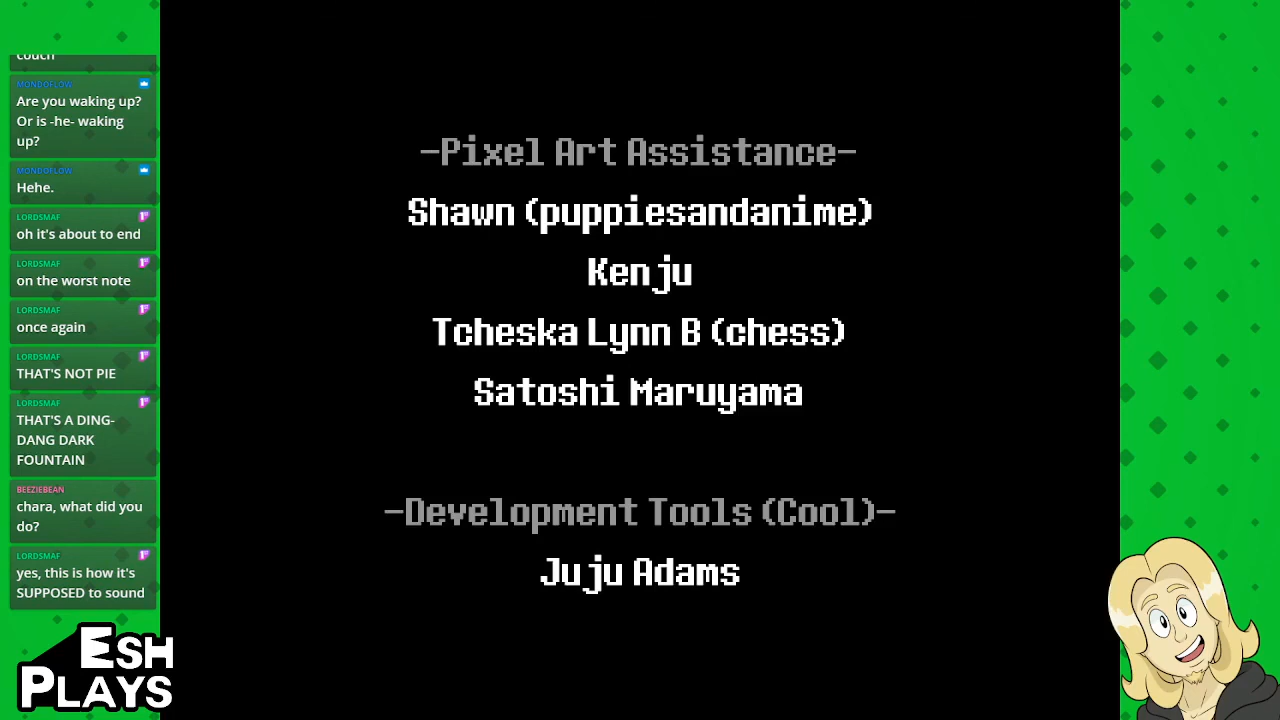 couch
MONDOFLOW
Are you waking up?
Or is -he- waking
up?
MONDOFLOW
Hehe.
LORDSMAF
oh it's about to end
LORDSMAF
on the worst note
LORDSMAF
once again
LORDSMAF
THAT'S NOT PIE
LORDSMAF
THAT'S A DING-
DANG DARK
FOUNTAIN
BEEZIEBEAN
chara, what did you
do?
LORDSMAF
yes, this is how it's
SUPPOSED to sound
ESH
PLAYS
-Pixel Art Assistance-
Shawn (puppiesandanime)
Kenju
Tcheska Lynn B (chess)
Satoshi Maruyama
-Development Tools (Cool)-
Juju Adams